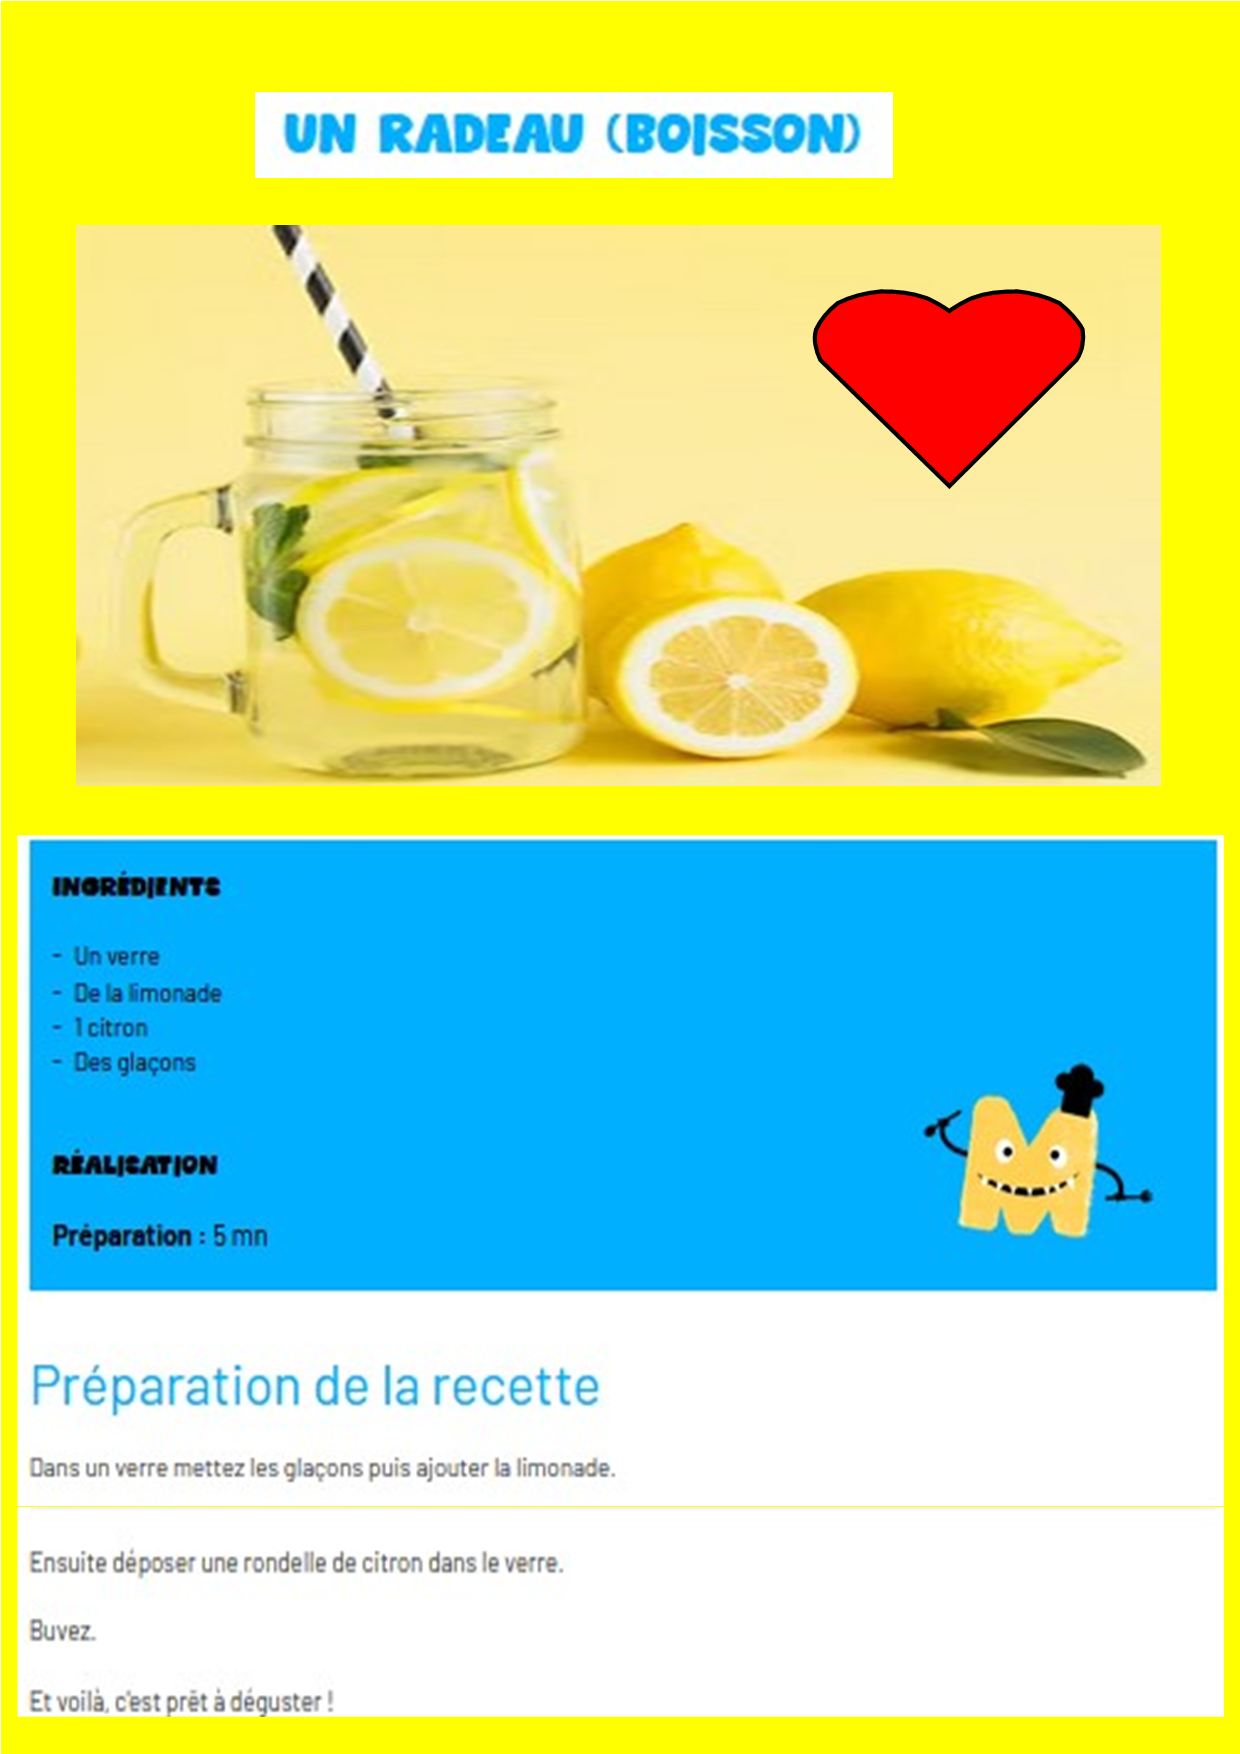 UN RADEAU (BOISSON)
INGRÉDIENTS
- Un verre
- De la limonade
- 1 citron
- Des glaçons
RÉALISATION
Préparation : 5 mn
Préparation de la recette
Dans un verre mettez les glaçons puis ajouter la limonade.
Ensuite déposer une rondelle de citron dans le verre.
Buvez.
Et voilà, c'est prêt à déguster !